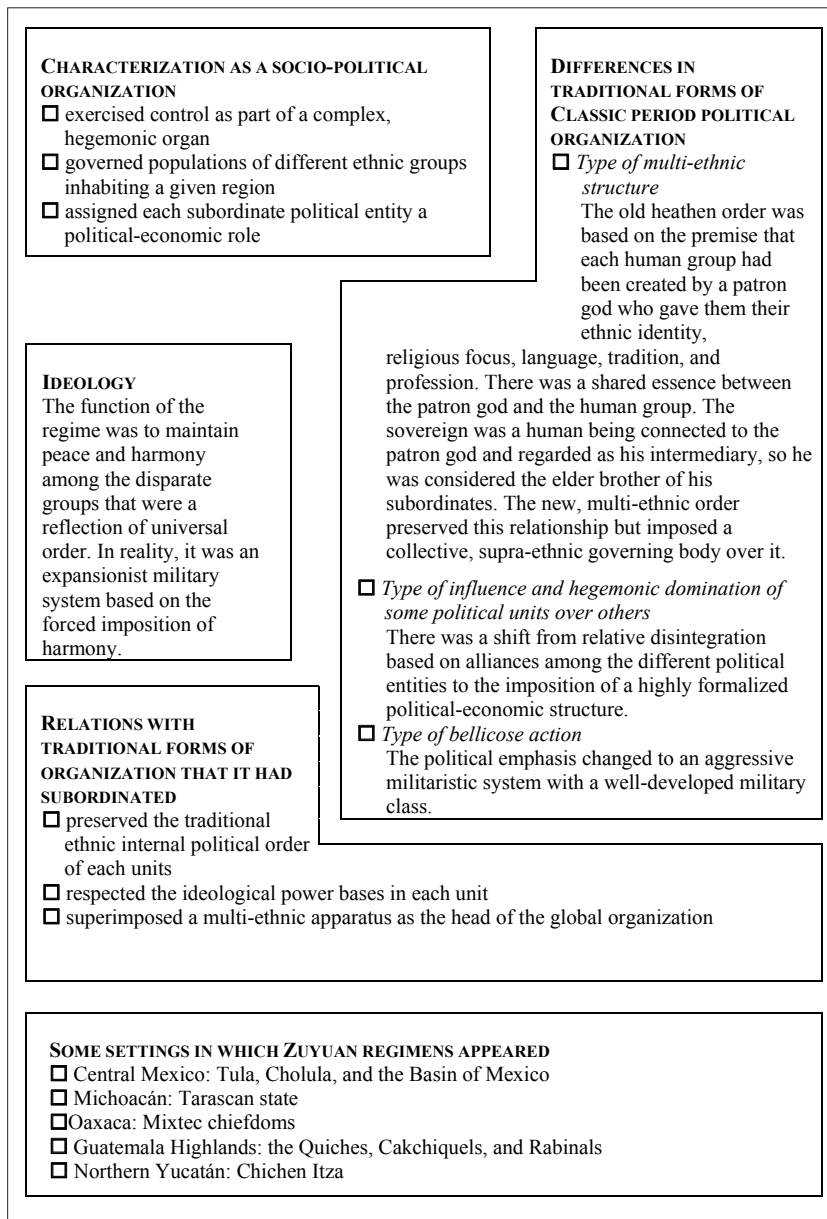 CHARACTERIZATION AS A SOCIO-POLITICAL
ORGANIZATION
☐ exercised control as part of a complex,
hegemonic organ
☐ governed populations of different ethnic groups
inhabiting a given region
☐ assigned each subordinate political entity a
political-economic role
DIFFERENCES IN
TRADITIONAL FORMS OF
CLASSIC PERIOD POLITICAL
ORGANIZATION
☐ Type of multi-ethnic
structure
The old heathen order was
based on the premise that
each human group had
been created by a patron
god who gave them their
ethnic identity,
religious focus, language, tradition, and
profession. There was a shared essence between
the patron god and the human group. The
sovereign was a human being connected to the
patron god and regarded as his intermediary, so he
was considered the elder brother of his
subordinates. The new, multi-ethnic order
preserved this relationship but imposed a
collective, supra-ethnic governing body over it.
☐ Type of influence and hegemonic domination of
some political units over others
There was a shift from relative disintegration
based on alliances among the different political
entities to the imposition of a highly formalized
political-economic structure.
☐ Type of bellicose action
The political emphasis changed to an aggressive
militaristic system with a well-developed military
class.
IDEOLOGY
The function of the
regime was to maintain
peace and harmony
among the disparate
groups that were a
reflection of universal
order. In reality, it was an
expansionist military
system based on the
forced imposition of
harmony.
RELATIONS WITH
TRADITIONAL FORMS OF
ORGANIZATION THAT IT HAD
SUBORDINATED
☐ preserved the traditional
ethnic internal political order
of each units
☐ respected the ideological power bases in each unit
☐ superimposed a multi-ethnic apparatus as the head of the global organization
SOME SETTINGS IN WHICH ZUYUAN REGIMENS APPEARED
☐ Central Mexico: Tula, Cholula, and the Basin of Mexico
☐ Michoacán: Tarascan state
☐Oaxaca: Mixtec chiefdoms
☐ Guatemala Highlands: the Quiches, Cakchiquels, and Rabinals
☐ Northern Yucatán: Chichen Itza